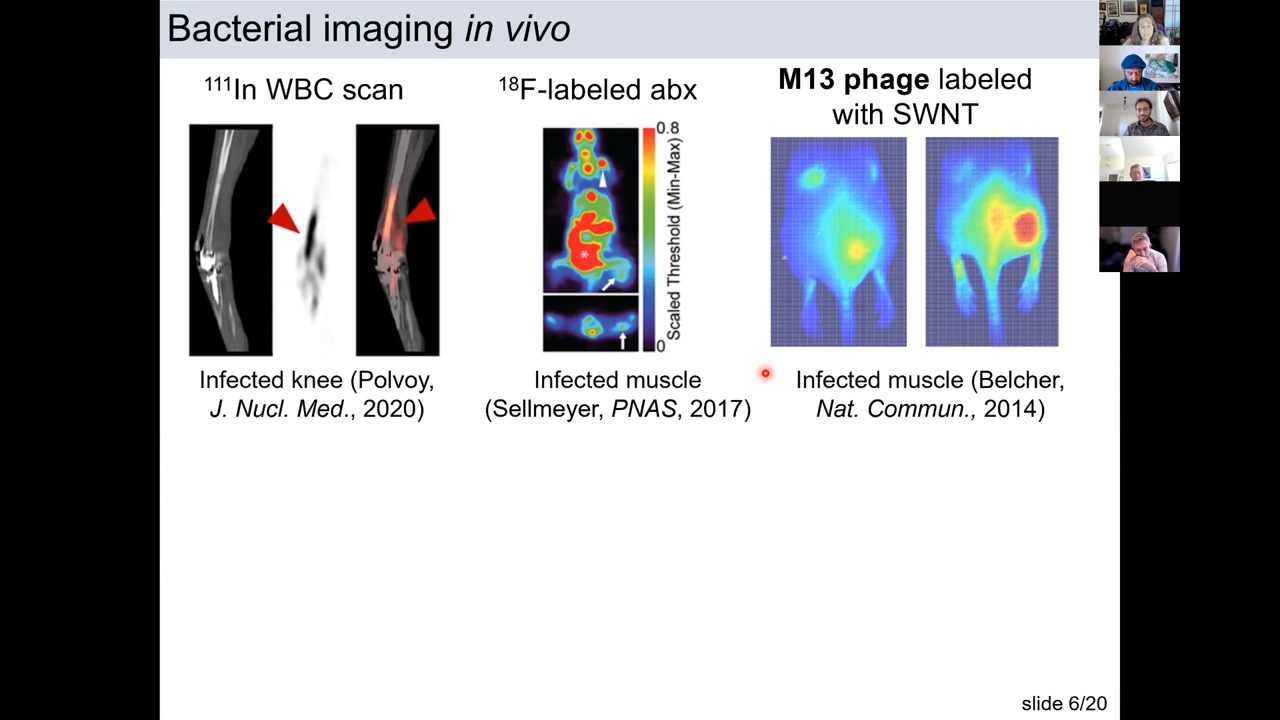 Bacterial imaging in vivo
¹¹¹In WBC scan
¹⁸F-labeled abx
M13 phage labeled
with SWNT
0.8
Scaled Threshold (Min-Max)
0
*
Infected knee (Polvoy,
J. Nucl. Med., 2020)
Infected muscle
(Sellmeyer, PNAS, 2017)
Infected muscle (Belcher,
Nat. Commun., 2014)
slide 6/20